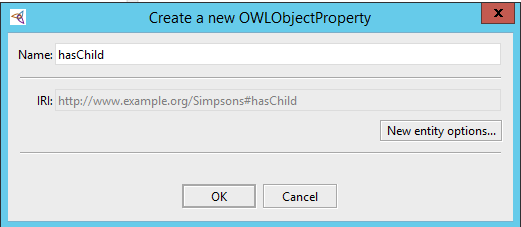 Create a new OWLObjectProperty
x
Name: hasChild
IRI: http://www.example.org/Simpsons#hasChild
New entity options...
OK Cancel